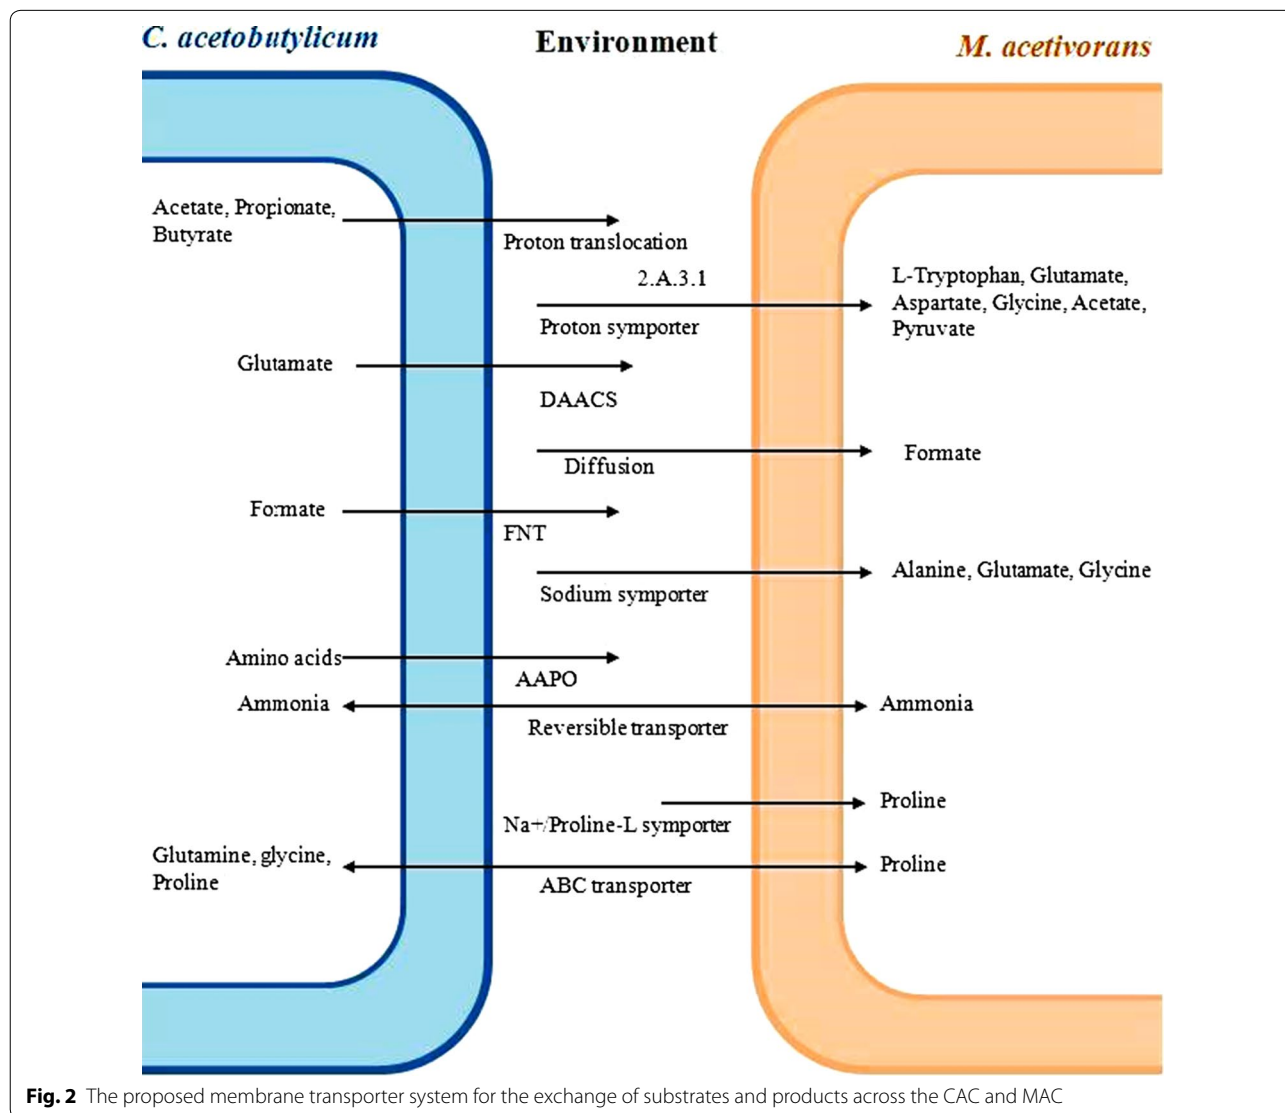 C. acetobutylicum
Environment
M. acetivorans
Acetate, Propionate,
Butyrate
Proton translocation
2.A.3.1
Proton symporter
L-Tryptophan, Glutamate,
Aspartate, Glycine, Acetate,
Pyruvate
Glutamate
DAACS
Diffusion
Formate
Formate
FNT
Sodium symporter
Alanine, Glutamate, Glycine
Amino acids
AAPO
Ammonia
Reversible transporter
Ammonia
Na+/Proline-L symporter
Proline
Glutamine, glycine,
Proline
ABC transporter
Proline
Fig. 2 The proposed membrane transporter system for the exchange of substrates and products across the CAC and MAC